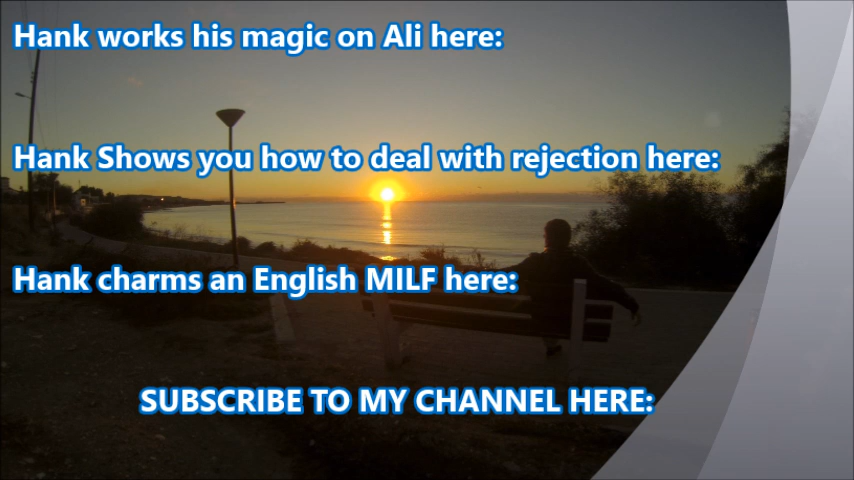 Hank works his magic on Ali here:
Hank Shows you how to deal with rejection here:
Hank charms an English MILF here:
SUBSCRIBE TO MY CHANNEL HERE: